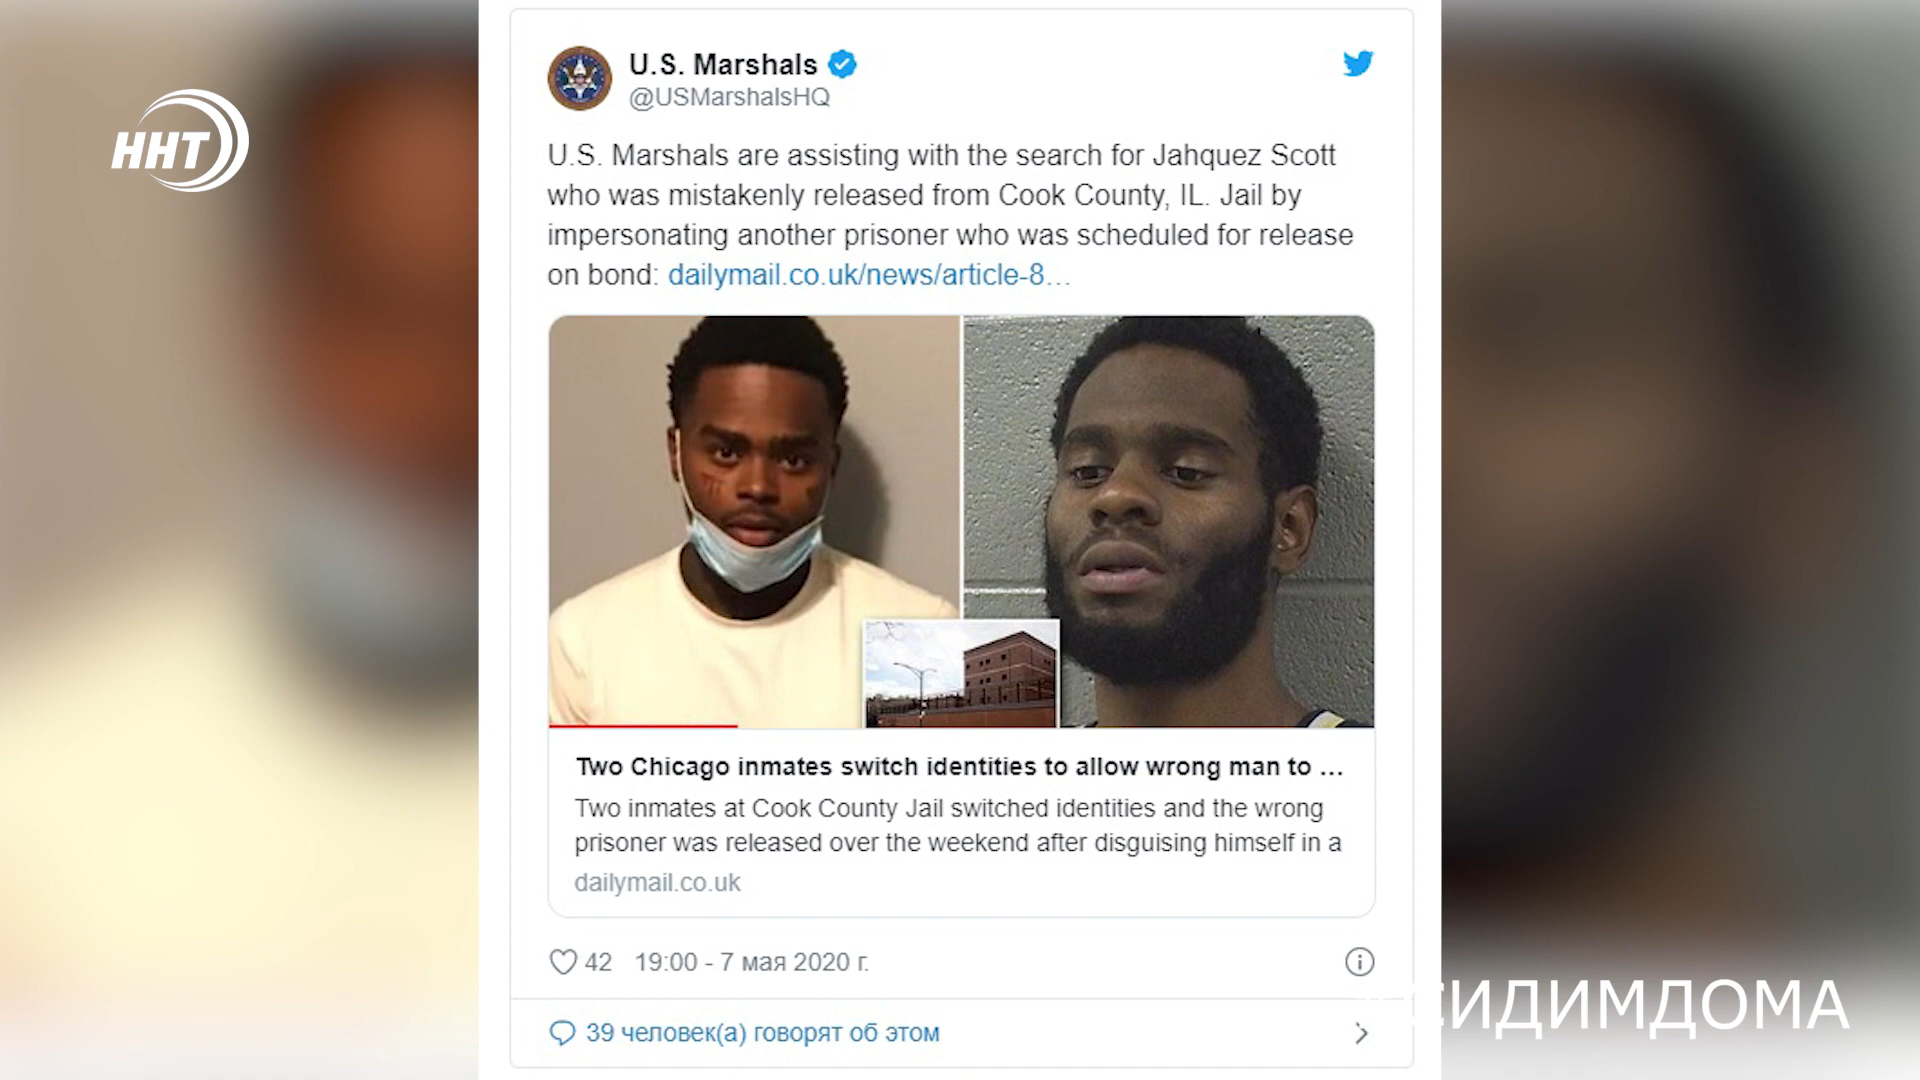 ННТ
U.S. Marshals
@USMarshalsHQ
U.S. Marshals are assisting with the search for Jahquez Scott
who was mistakenly released from Cook County, IL. Jail by
impersonating another prisoner who was scheduled for release
on bond: dailymail.co.uk/news/article-8…
Two Chicago inmates switch identities to allow wrong man to ...
Two inmates at Cook County Jail switched identities and the wrong
prisoner was released over the weekend after disguising himself in a
dailymail.co.uk
42 19:00 - 7 мая 2020 г.
39 человек(а) говорят об этом
СИДИМДОМА